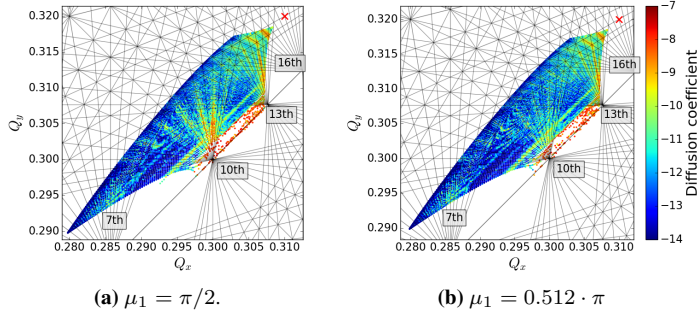 0.320
0.315
0.310
0.305
0.300
0.295
0.290
0.280 0.285 0.290 0.295 0.300 0.305 0.310
Q_y
Q_x
16th
13th
10th
7th
(a) μ₁ = π/2.
0.320
0.315
0.310
0.305
0.300
0.295
0.290
0.280 0.285 0.290 0.295 0.300 0.305 0.310
Q_y
Q_x
16th
13th
10th
7th
(b) μ₁ = 0.512 · π
−7
−8
−9
−10
−11
−12
−13
−14
Diffusion coefficient